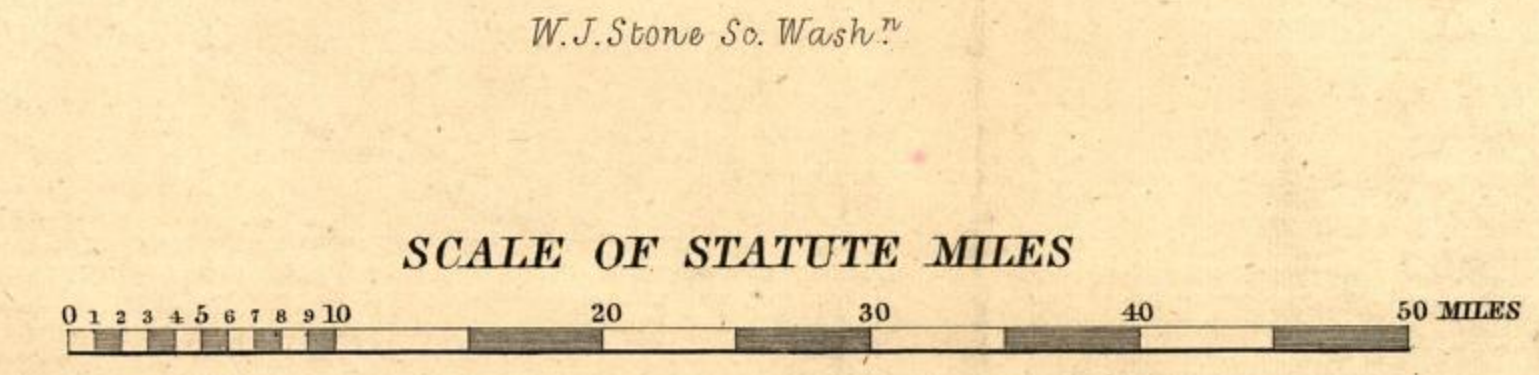 W.J.Stone Sc. Wash.ⁿ
SCALE OF STATUTE MILES
0 1 2 3 4 5 6 7 8 9 10 20 30 40 50 MILES